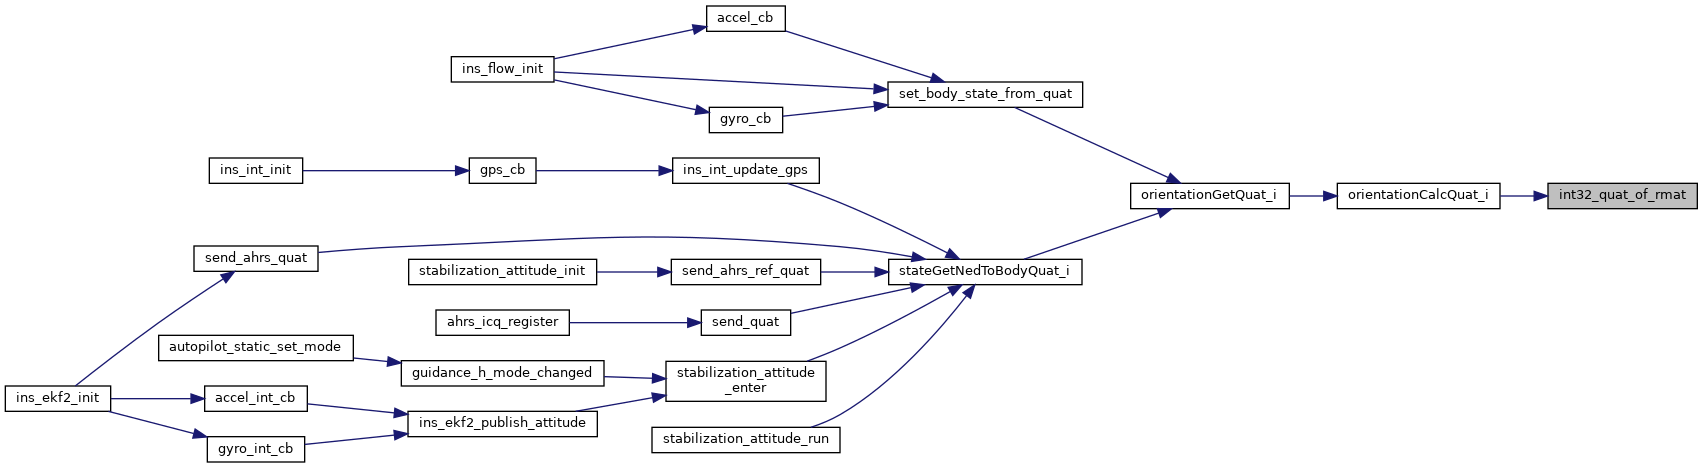 accel_cb
ins_flow_init
set_body_state_from_quat
gyro_cb
ins_int_init
gps_cb
ins_int_update_gps
orientationGetQuat_i
orientationCalcQuat_i
int32_quat_of_rmat
send_ahrs_quat
stabilization_attitude_init
send_ahrs_ref_quat
stateGetNedToBodyQuat_i
ahrs_icq_register
send_quat
autopilot_static_set_mode
guidance_h_mode_changed
stabilization_attitude
_enter
ins_ekf2_init
accel_int_cb
ins_ekf2_publish_attitude
stabilization_attitude_run
gyro_int_cb